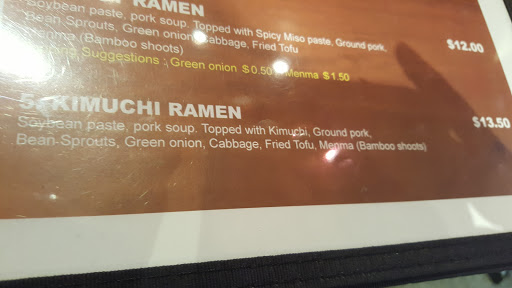 RAMEN
Soybean paste, pork soup. Topped with Spicy Miso paste, Ground pork, $12.00
Bean Sprouts, Green onion, Cabbage, Fried Tofu
Menma (Bamboo shoots)
Suggestions : Green onion $0.50 Menma $1.50
KIMUCHI RAMEN $13.50
Soybean paste, pork soup. Topped with Kimuchi, Ground pork,
Bean Sprouts, Green onion, Cabbage, Fried Tofu, Menma (Bamboo shoots)